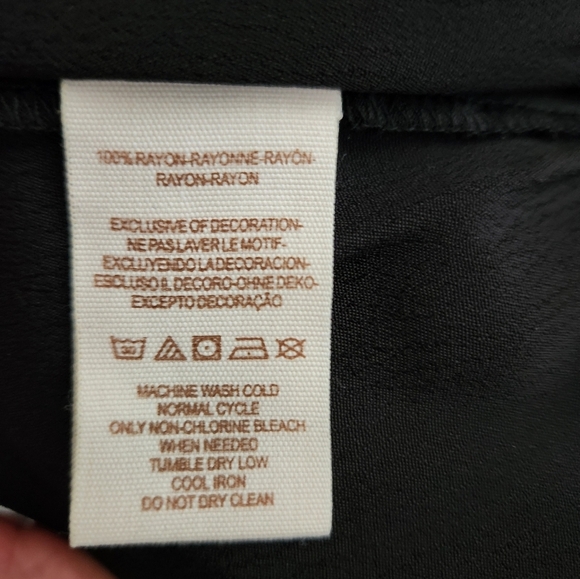 100% RAYON-RAYONNE-RAYÓN-
RAYON-RAYON
EXCLUSIVE OF DECORATION-
NE PAS LAVER LE MOTIF-
EXCLUYENDO LA DECORACION-
ESCLUSO IL DECORO-OHNE DEKO-
EXCEPTO DECORAÇÃO
30
MACHINE WASH COLD
NORMAL CYCLE
ONLY NON-CHLORINE BLEACH
WHEN NEEDED
TUMBLE DRY LOW
COOL IRON
DO NOT DRY CLEAN